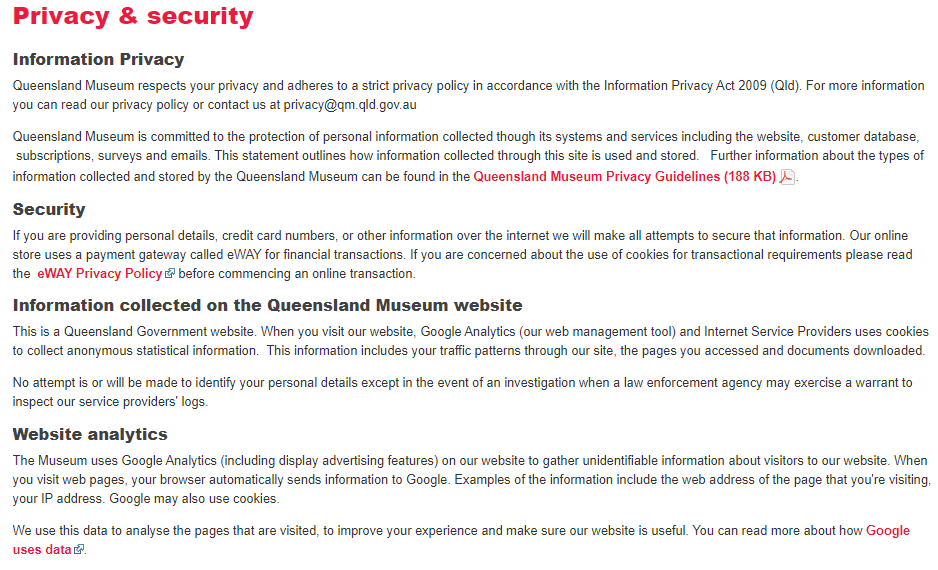 Privacy & security
Information Privacy
Queensland Museum respects your privacy and adheres to a strict privacy policy in accordance with the Information Privacy Act 2009 (Qld). For more information
you can read our privacy policy or contact us at privacy@qm.qld.gov.au
Queensland Museum is committed to the protection of personal information collected though its systems and services including the website, customer database,
subscriptions, surveys and emails. This statement outlines how information collected through this site is used and stored.   Further information about the types of
information collected and stored by the Queensland Museum can be found in the Queensland Museum Privacy Guidelines (188 KB) .
Security
If you are providing personal details, credit card numbers, or other information over the internet we will make all attempts to secure that information. Our online
store uses a payment gateway called eWAY for financial transactions. If you are concerned about the use of cookies for transactional requirements please read
the  eWAY Privacy Policy before commencing an online transaction.
Information collected on the Queensland Museum website
This is a Queensland Government website. When you visit our website, Google Analytics (our web management tool) and Internet Service Providers uses cookies
to collect anonymous statistical information.  This information includes your traffic patterns through our site, the pages you accessed and documents downloaded.
No attempt is or will be made to identify your personal details except in the event of an investigation when a law enforcement agency may exercise a warrant to
inspect our service providers' logs.
Website analytics
The Museum uses Google Analytics (including display advertising features) on our website to gather unidentifiable information about visitors to our website. When
you visit web pages, your browser automatically sends information to Google. Examples of the information include the web address of the page that you're visiting,
your IP address. Google may also use cookies.
We use this data to analyse the pages that are visited, to improve your experience and make sure our website is useful. You can read more about how Google
uses data.